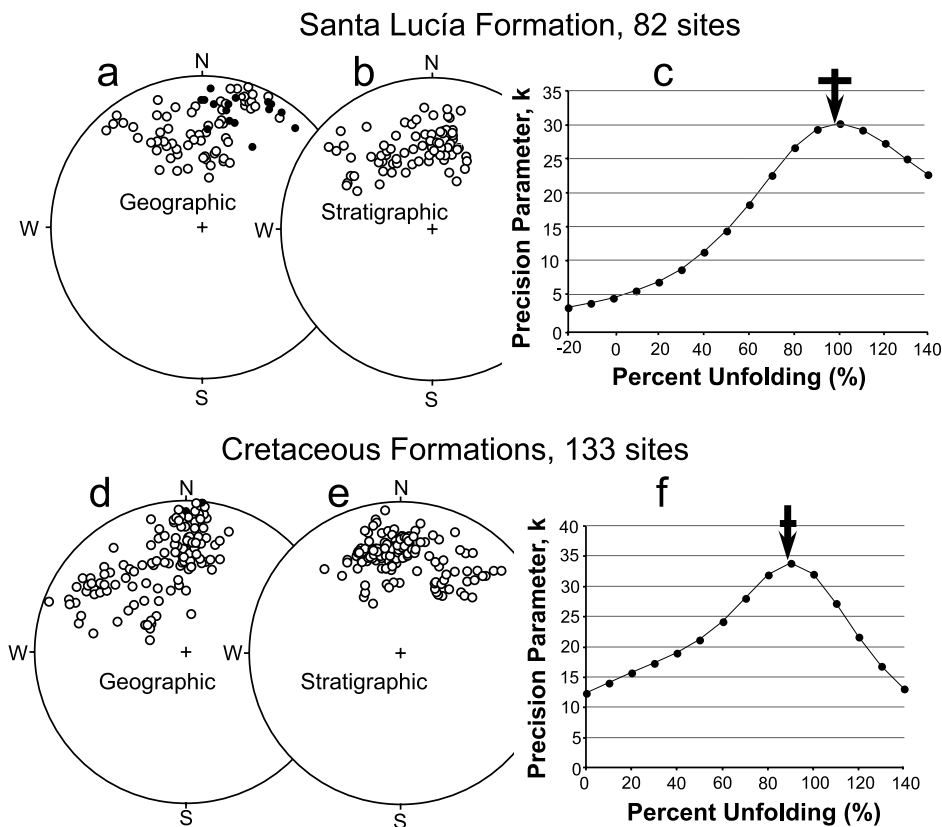 Santa Lucía Formation, 82 sites
a
N
W
Geographic
+
S
b
N
W
Stratigraphic
+
S
c
Precision Parameter, k
35
30
25
20
15
10
5
0
-20 0 20 40 60 80 100 120 140
Percent Unfolding (%)
Cretaceous Formations, 133 sites
d
N
W
+
Geographic
S
e
N
W
+
Stratigraphic
S
f
Precision Parameter, k
40
35
30
25
20
15
10
5
0
0 20 40 60 80 100 120 140
Percent Unfolding (%)